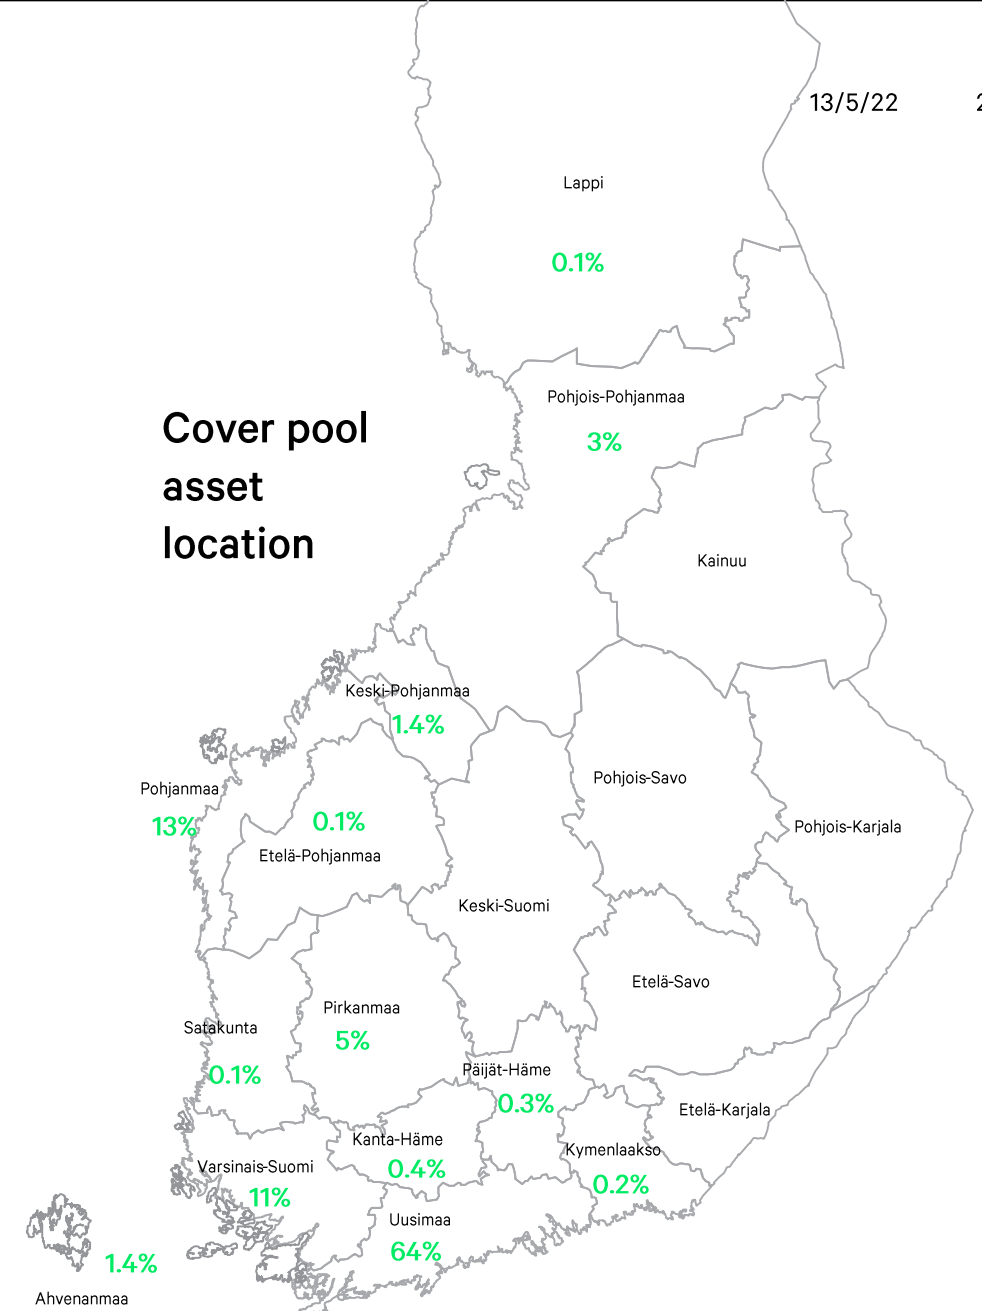 13/5/22
2
Lappi
0.1%
Pohjois-Pohjanmaa
3%
Cover pool
asset
location
Kainuu
Keski-Pohjanmaa
1.4%
Pohjois-Savo
Pohjanmaa
13%
0.1%
Etelä-Pohjanmaa
Pohjois-Karjala
Keski-Suomi
Etelä-Savo
Pirkanmaa
5%
Satakunta
0.1%
Päijät-Häme
0.3%
Etelä-Karjala
Kanta-Häme
0.4%
Kymenlaakso
0.2%
Varsinais-Suomi
11%
Uusimaa
64%
1.4%
Ahvenanmaa